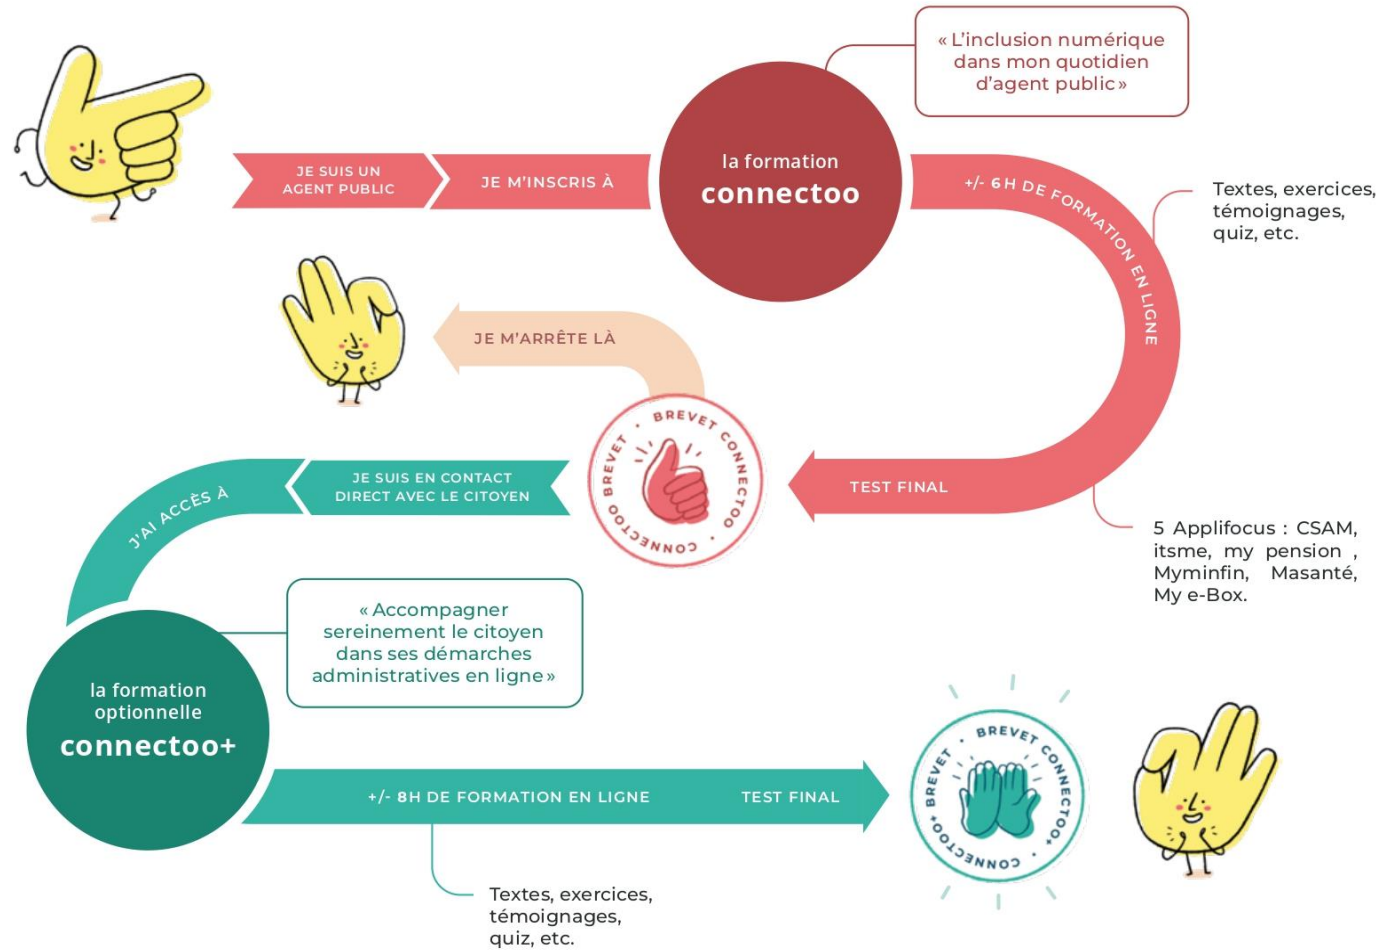 « L'inclusion numérique
dans mon quotidien
d'agent public »
JE SUIS UN
AGENT PUBLIC
JE M'INSCRIS À
la formation
connectoo
+/- 6H DE FORMATION EN LIGNE
Textes, exercices,
témoignages,
quiz, etc.
JE M'ARRÊTE LÀ
BREVET CONNECTOO • CONNECTOO BREVET •
TEST FINAL
5 Applifocus : CSAM,
itsme, my pension ,
Myminfin, Masanté,
My e-Box.
JE SUIS EN CONTACT
DIRECT AVEC LE CITOYEN
J'AI ACCÈS À
« Accompagner
sereinement le citoyen
dans ses démarches
administratives en ligne »
la formation
optionnelle
connectoo+
+/- 8H DE FORMATION EN LIGNE
TEST FINAL
BREVET CONNECTOO+ • CONNECTOO+ BREVET •
Textes, exercices,
témoignages,
quiz, etc.